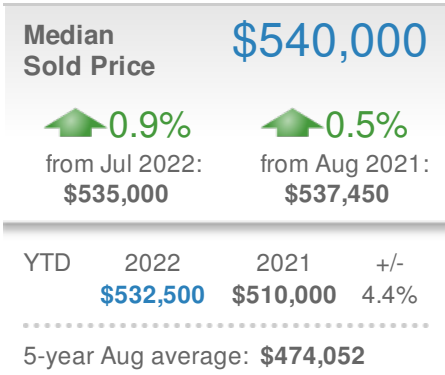 Median
Sold Price
$540,000
0.9%
from Jul 2022:
$535,000
0.5%
from Aug 2021:
$537,450
YTD 2022 2021 +/-
$532,500 $510,000 4.4%
5-year Aug average: $474,052